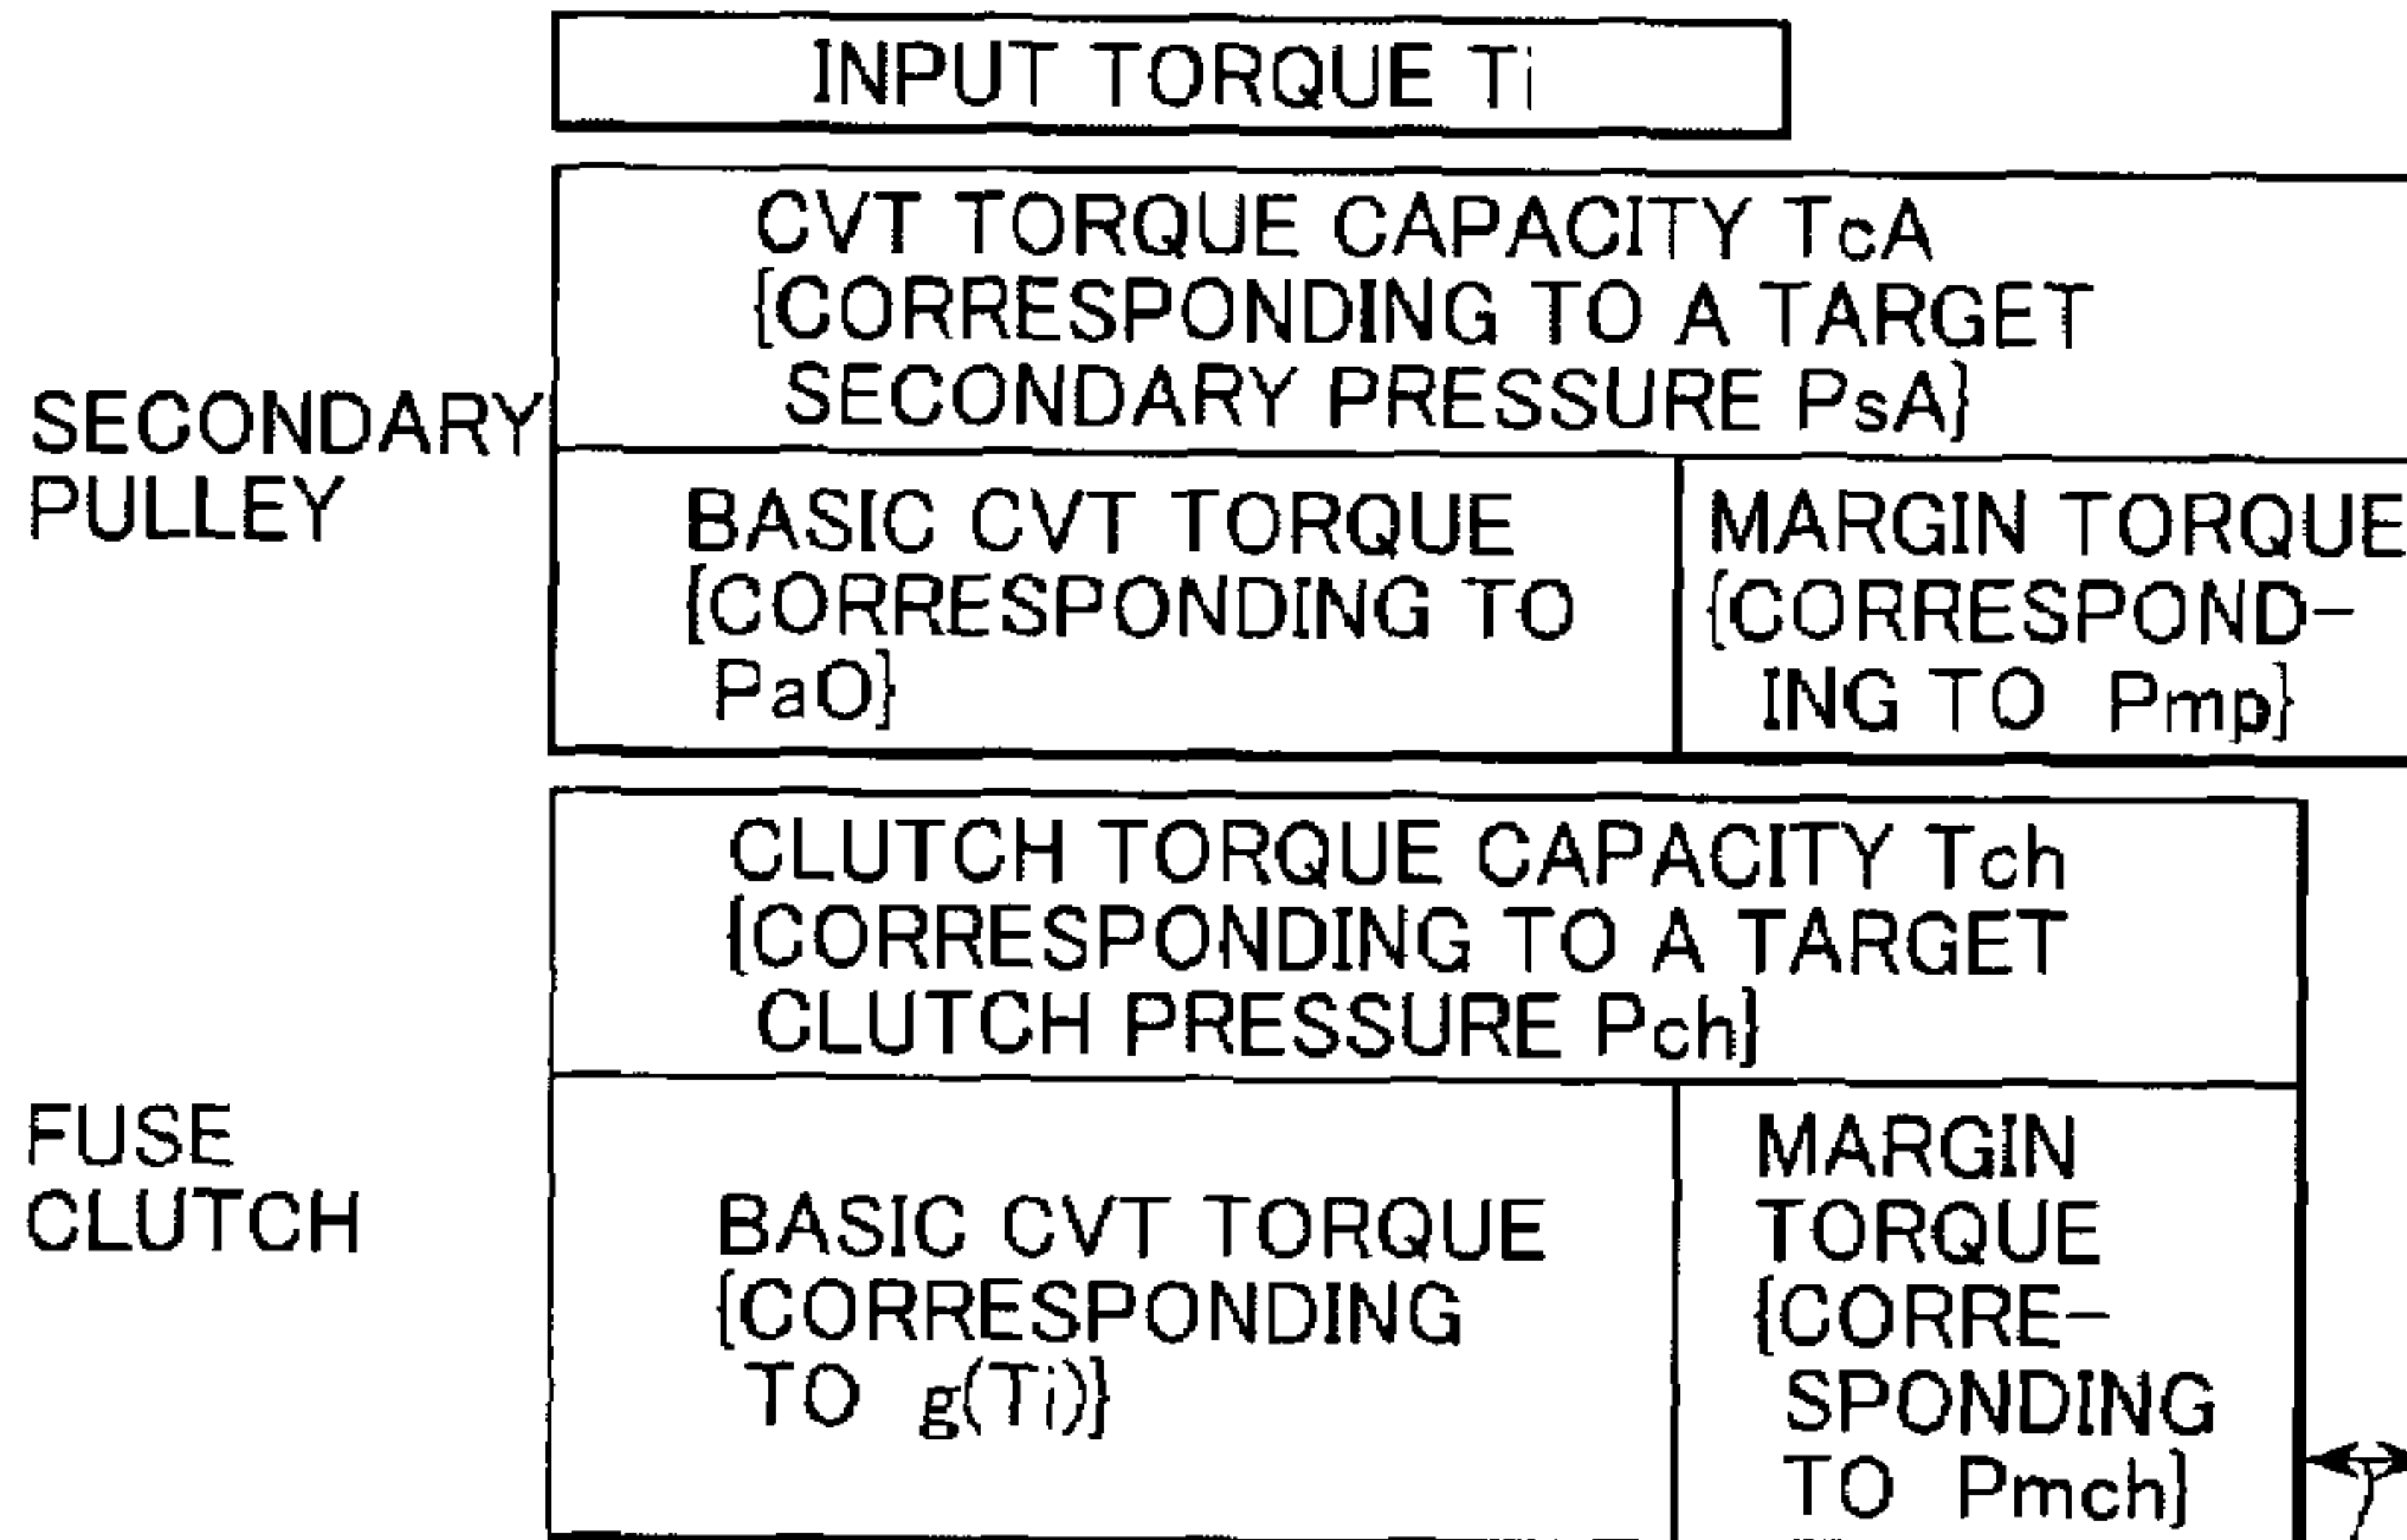 INPUT TORQUE Ti
CVT TORQUE CAPACITY TcA
{CORRESPONDING TO A TARGET
SECONDARY PRESSURE PsA}
SECONDARY
PULLEY
BASIC CVT TORQUE
{CORRESPONDING TO
PaO}
MARGIN TORQUE
{CORRESPOND-
ING TO Pmp}
CLUTCH TORQUE CAPACITY Tch
{CORRESPONDING TO A TARGET
CLUTCH PRESSURE Pch}
FUSE
CLUTCH
BASIC CVT TORQUE
{CORRESPONDING
TO g(Ti)}
MARGIN
TORQUE
{CORRE-
SPONDING
TO Pmch}